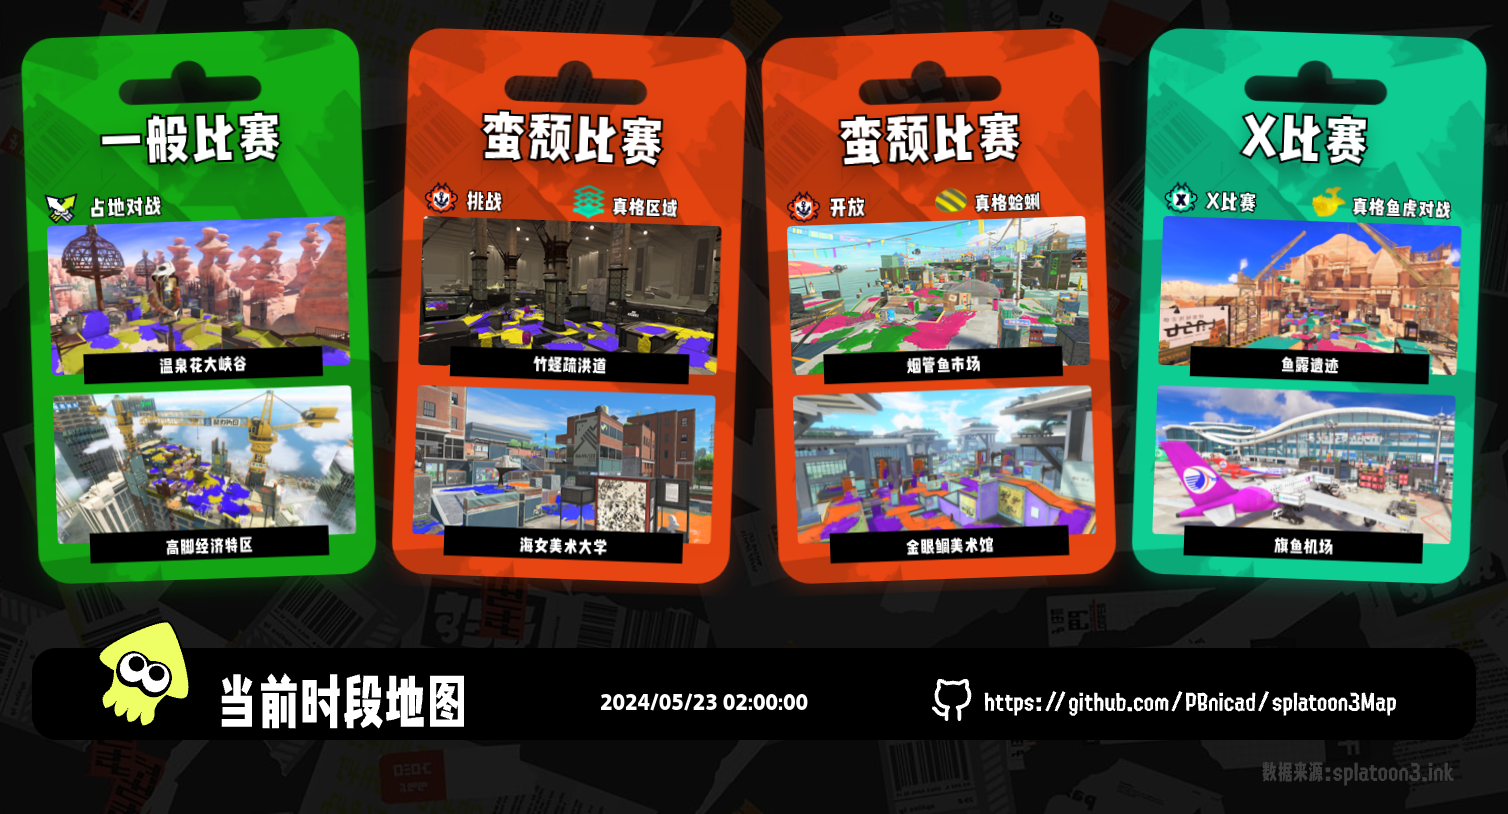 一般比赛
占地对战
温泉花大峡谷
高脚经济特区
蛮颓比赛
挑战
真格区域
竹蛏疏洪道
海女美术大学
蛮颓比赛
开放
真格蛤蜊
烟管鱼市场
金眼鲷美术馆
X比赛
X比赛
真格鱼虎对战
鱼露遗迹
旗鱼机场
当前时段地图
2024/05/23 02:00:00
https://github.com/PBnicad/splatoon3Map
数据来源:splatoon3.ink